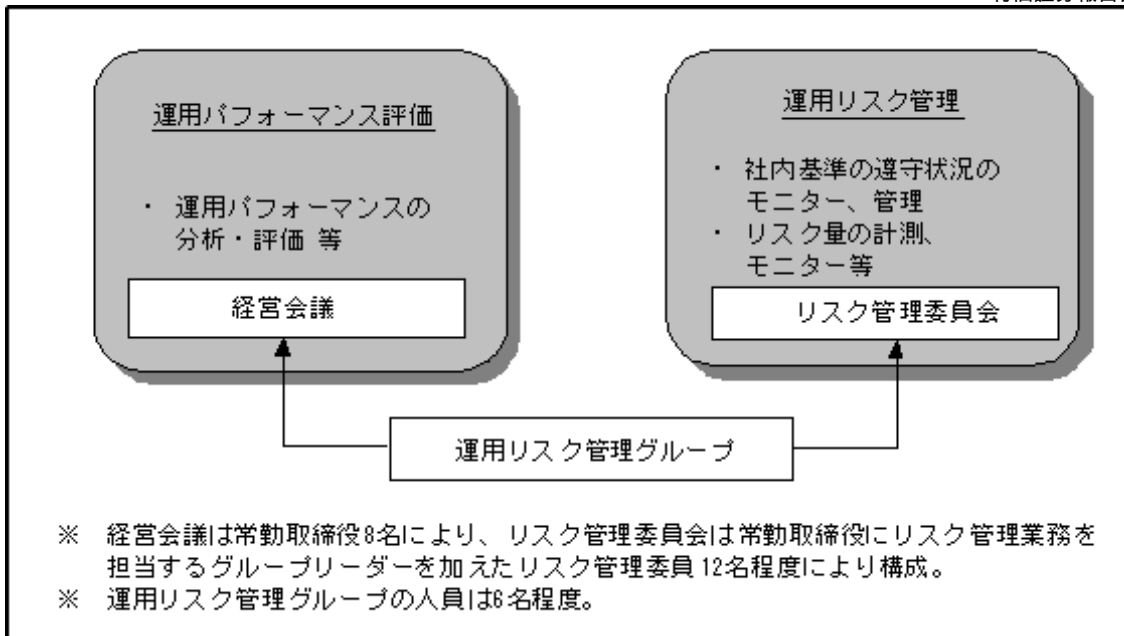 運用パフォーマンス評価
・ 運用パフォーマンスの
分析・評価 等
経営会議
運用リスク管理
・ 社内基準の遵守状況の
モニター、管理
・ リスク量の計測、
モニター等
リスク管理委員会
運用リスク管理グループ
※ 経営会議は常勤取締役8名により、リスク管理委員会は常勤取締役にリスク管理業務を
担当するグループリーダーを加えたリスク管理委員12名程度により構成。
※ 運用リスク管理グループの人員は6名程度。